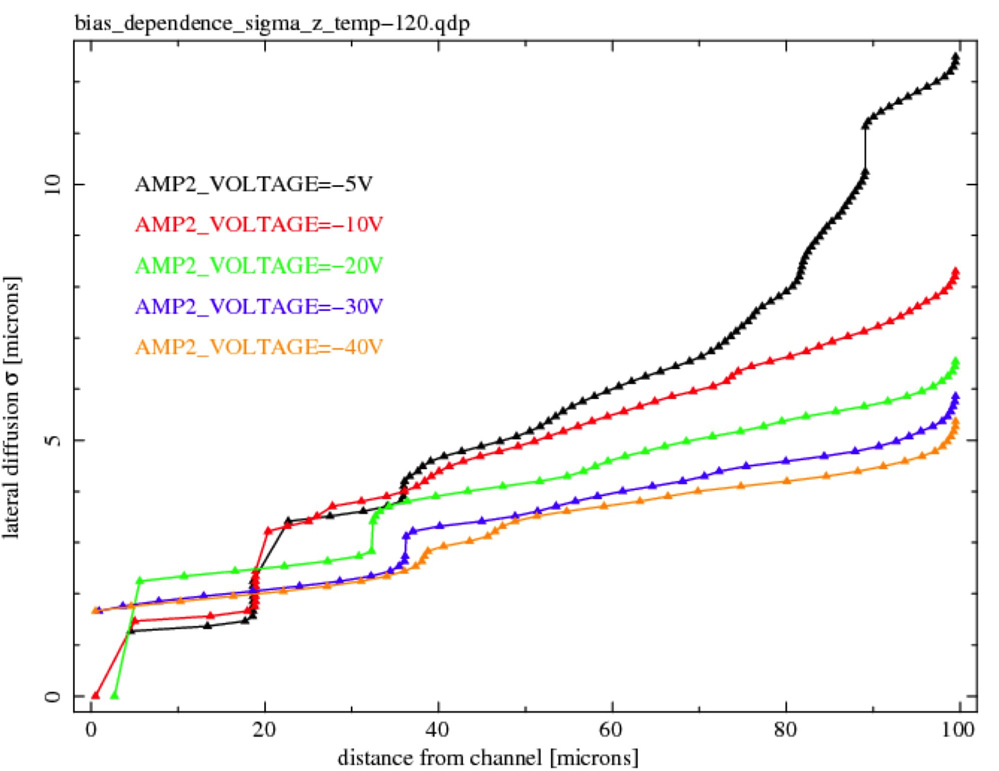 bias_dependence_sigma_z_temp−120.qdp
AMP2_VOLTAGE=−5V
AMP2_VOLTAGE=−10V
AMP2_VOLTAGE=−20V
AMP2_VOLTAGE=−30V
AMP2_VOLTAGE=−40V
lateral diffusion σ [microns]
10
5
0
0 20 40 60 80 100
distance from channel [microns]